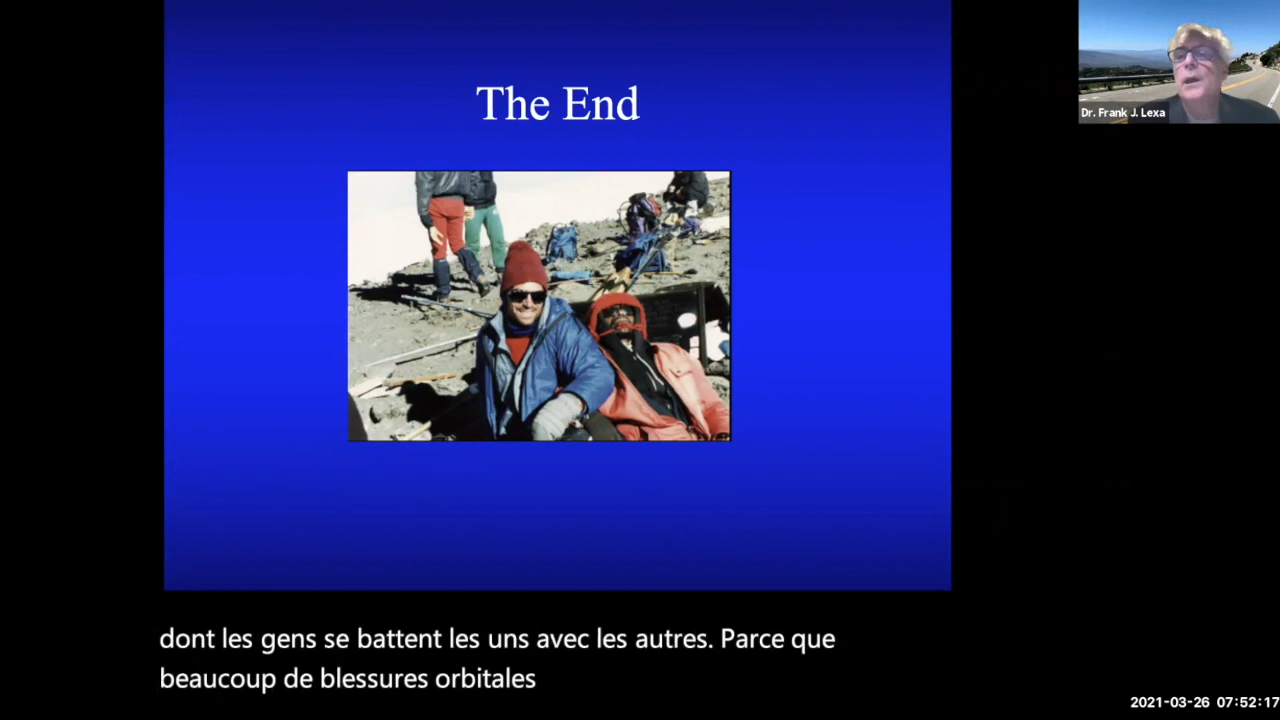 The End
Dr. Frank J. Lexa
dont les gens se battent les uns avec les autres. Parce que
beaucoup de blessures orbitales
2021-03-26 07:52:17